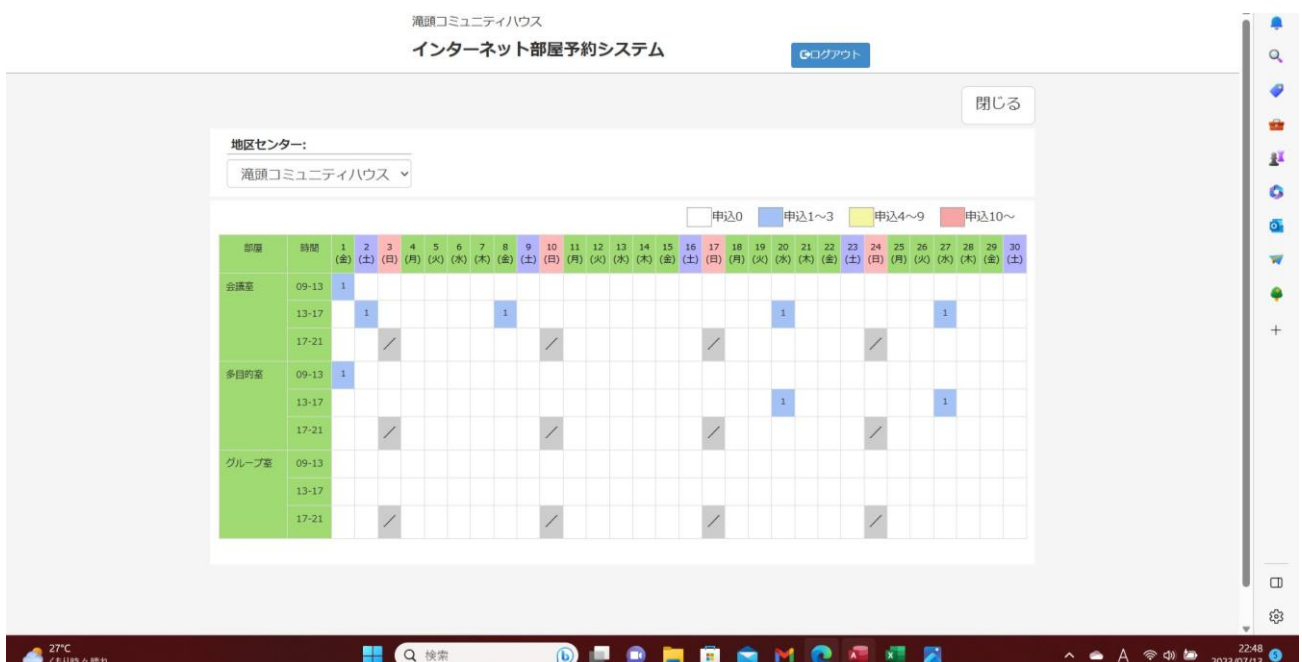 滝頭コミュニティハウス
インターネット部屋予約システム
ログアウト
閉じる
地区センター:
滝頭コミュニティハウス
申込0 申込1～3 申込4～9 申込10～
部屋 時間 1 2 3 4 5 6 7 8 9 10 11 12 13 14 15 16 17 18 19 20 21 22 23 24 25 26 27 28 29 30
(金) (土) (日) (月) (火) (水) (木) (金) (土) (日) (月) (火) (水) (木) (金) (土) (日) (月) (火) (水) (木) (金) (土) (日) (月) (火) (水) (木) (金) (土)
会議室 09-13 1
13-17 1 1 1 1
17-21 ／ ／ ／ ／
多目的室 09-13 1
13-17 1 1
17-21 ／ ／ ／ ／
グループ室 09-13
13-17
17-21 ／ ／ ／ ／
27°C
検索
A
22:48
5